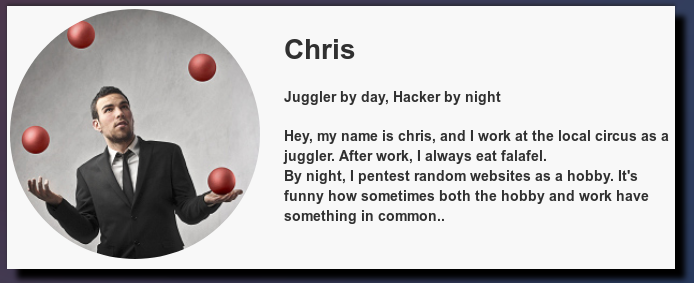 Chris
Juggler by day, Hacker by night
Hey, my name is chris, and I work at the local circus as a
juggler. After work, I always eat falafel.
By night, I pentest random websites as a hobby. It's
funny how sometimes both the hobby and work have
something in common..